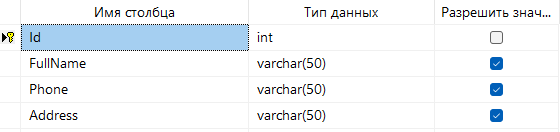 Имя столбца Тип данных Разрешить знач...
Id int
FullName varchar(50)
Phone varchar(50)
Address varchar(50)